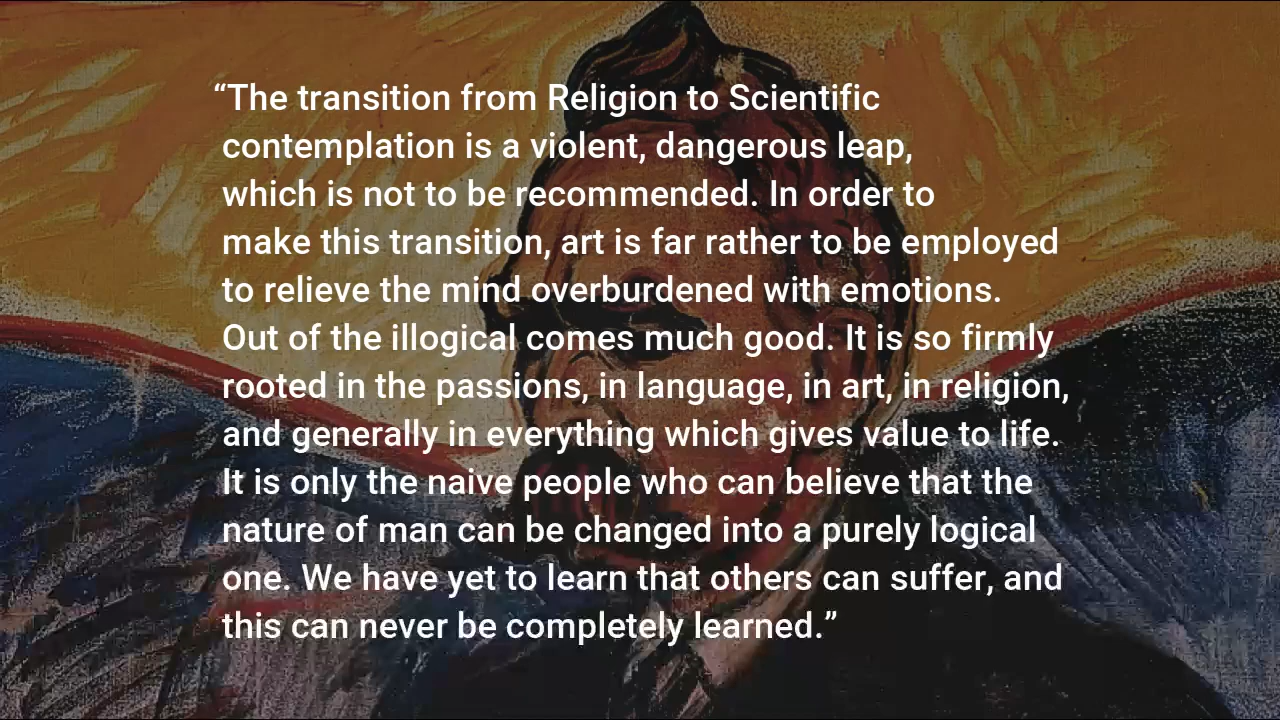 “The transition from Religion to Scientific
contemplation is a violent, dangerous leap,
which is not to be recommended. In order to
make this transition, art is far rather to be employed
to relieve the mind overburdened with emotions.
Out of the illogical comes much good. It is so firmly
rooted in the passions, in language, in art, in religion,
and generally in everything which gives value to life.
It is only the naive people who can believe that the
nature of man can be changed into a purely logical
one. We have yet to learn that others can suffer, and
this can never be completely learned.”